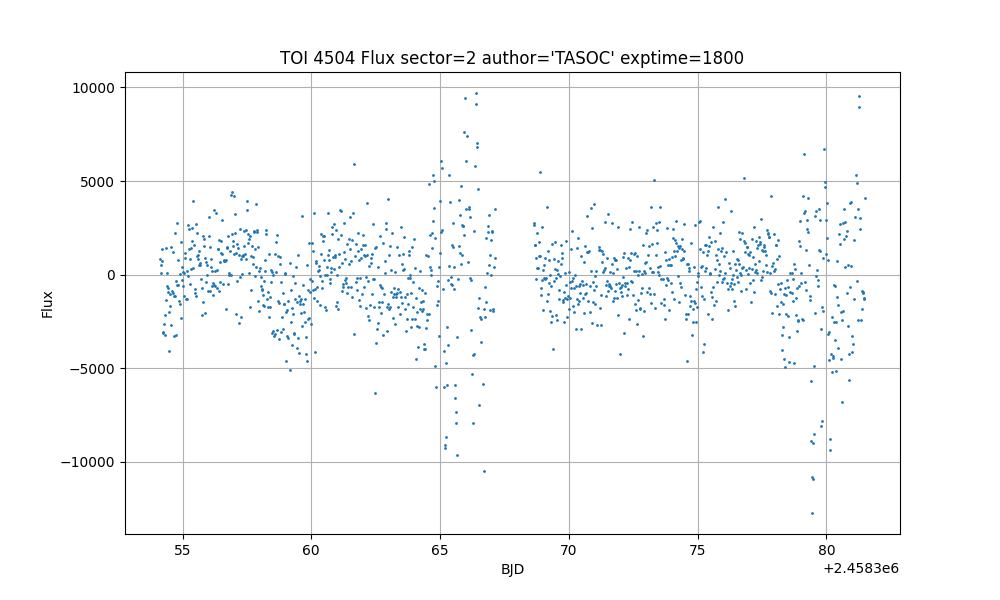 TOI 4504 Flux sector=2 author='TASOC' exptime=1800
10000
5000
0
−5000
−10000
Flux
55 60 65 70 75 80
BJD
+2.4583e6